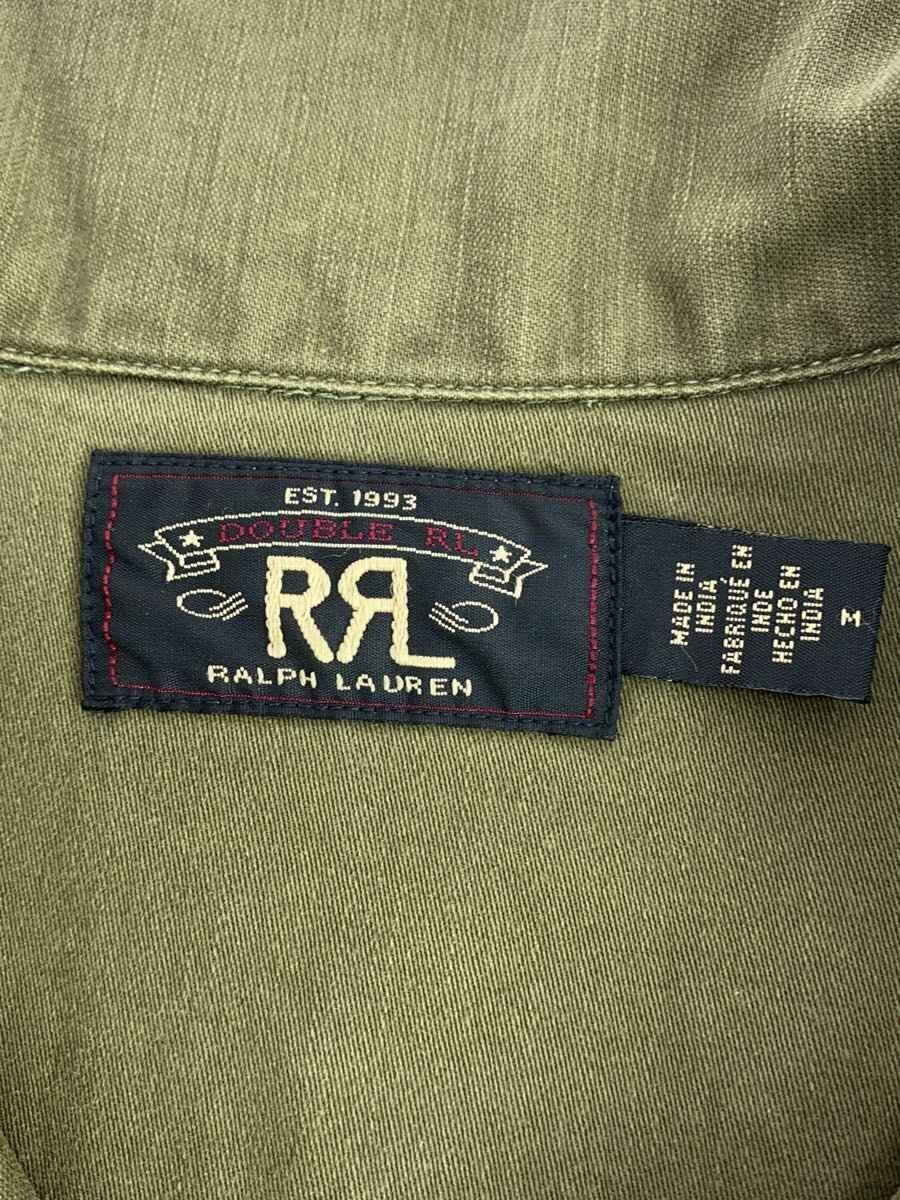 EST. 1993
DOUBLE RL
RRL
RALPH LAUREN
MADE IN
INDIA
FABRIQUÉ EN
INDE
HECHO EN
INDIA
M